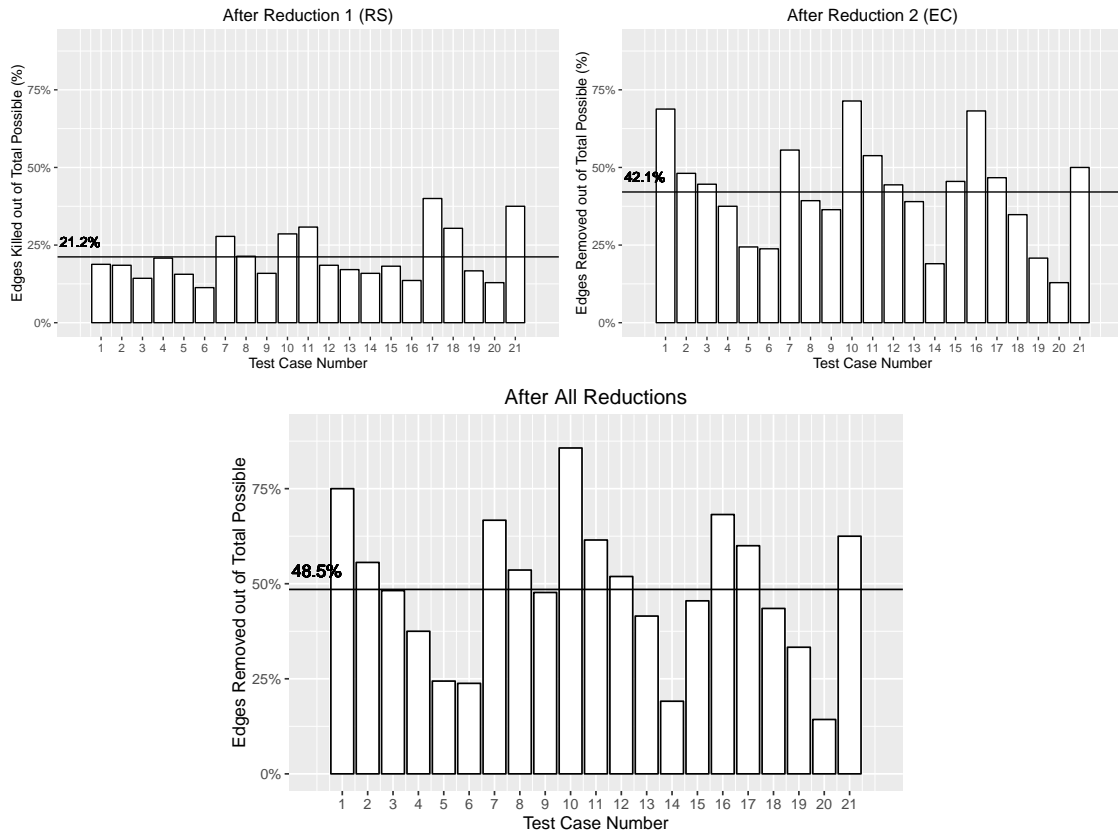 After Reduction 1 (RS)
Edges Killed out of Total Possible (%)
75%
50%
25%
0%
21.2%
1 2 3 4 5 6 7 8 9 10 11 12 13 14 15 16 17 18 19 20 21
Test Case Number
After Reduction 2 (EC)
Edges Removed out of Total Possible (%)
75%
50%
25%
0%
42.1%
1 2 3 4 5 6 7 8 9 10 11 12 13 14 15 16 17 18 19 20 21
Test Case Number
After All Reductions
Edges Removed out of Total Possible
75%
50%
25%
0%
48.5%
1 2 3 4 5 6 7 8 9 10 11 12 13 14 15 16 17 18 19 20 21
Test Case Number